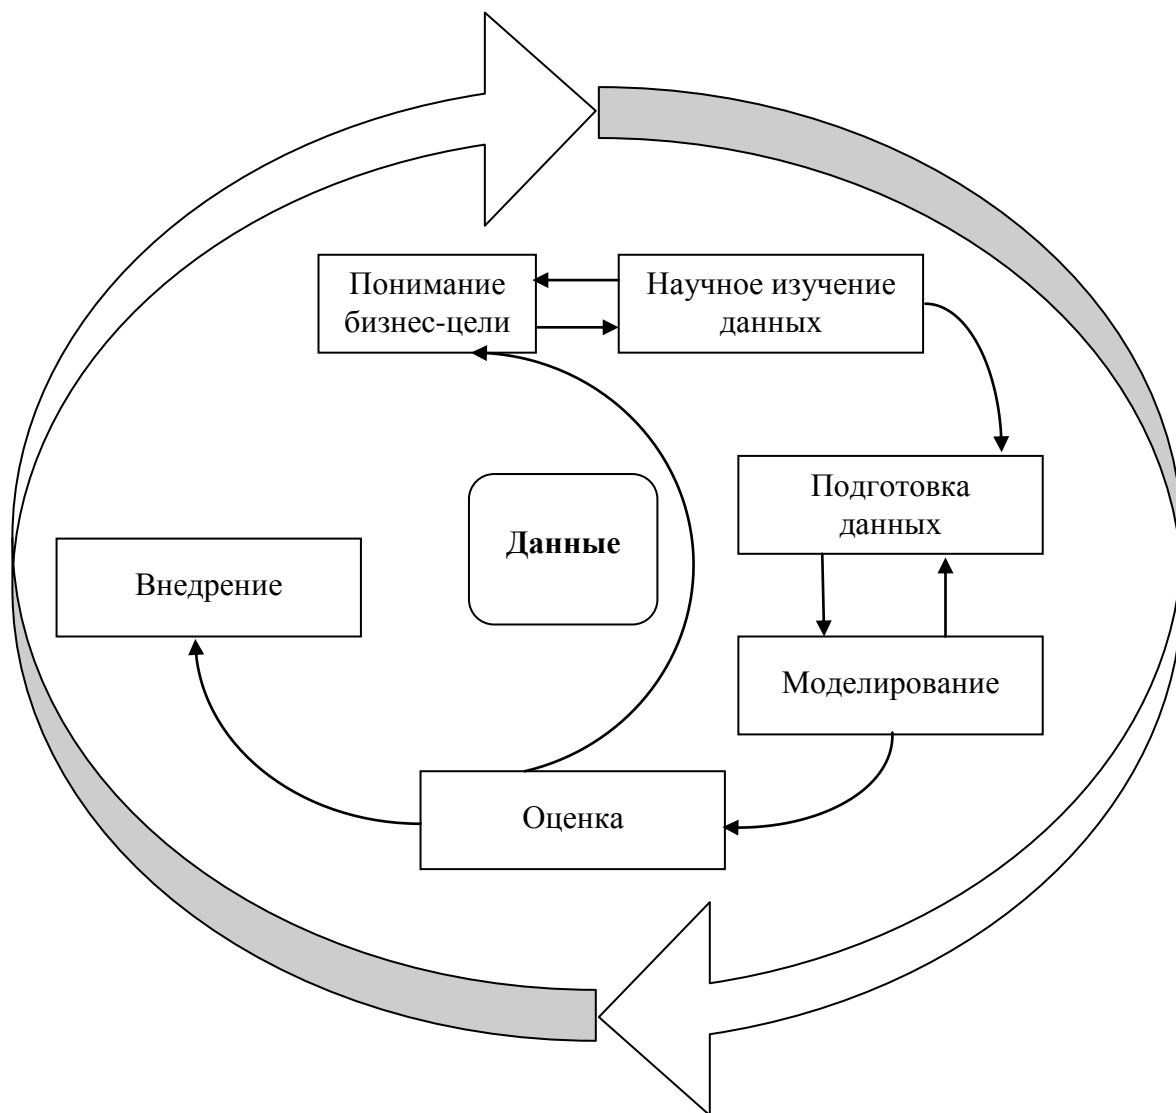 Понимание
бизнес-цели
Научное изучение
данных
Подготовка
данных
Данные
Внедрение
Моделирование
Оценка